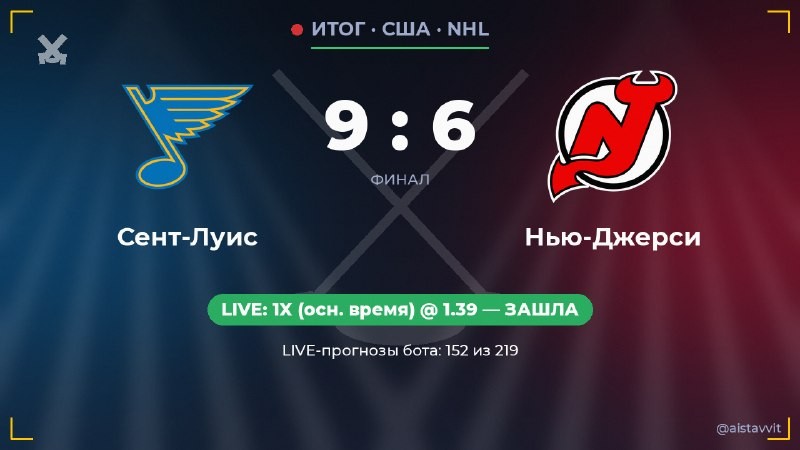 ИТОГ · США · NHL
9 : 6
ФИНАЛ
Сент-Луис
Нью-Джерси
LIVE: 1X (осн. время) @ 1.39 — ЗАШЛА
LIVE-прогнозы бота: 152 из 219
@aistavvit